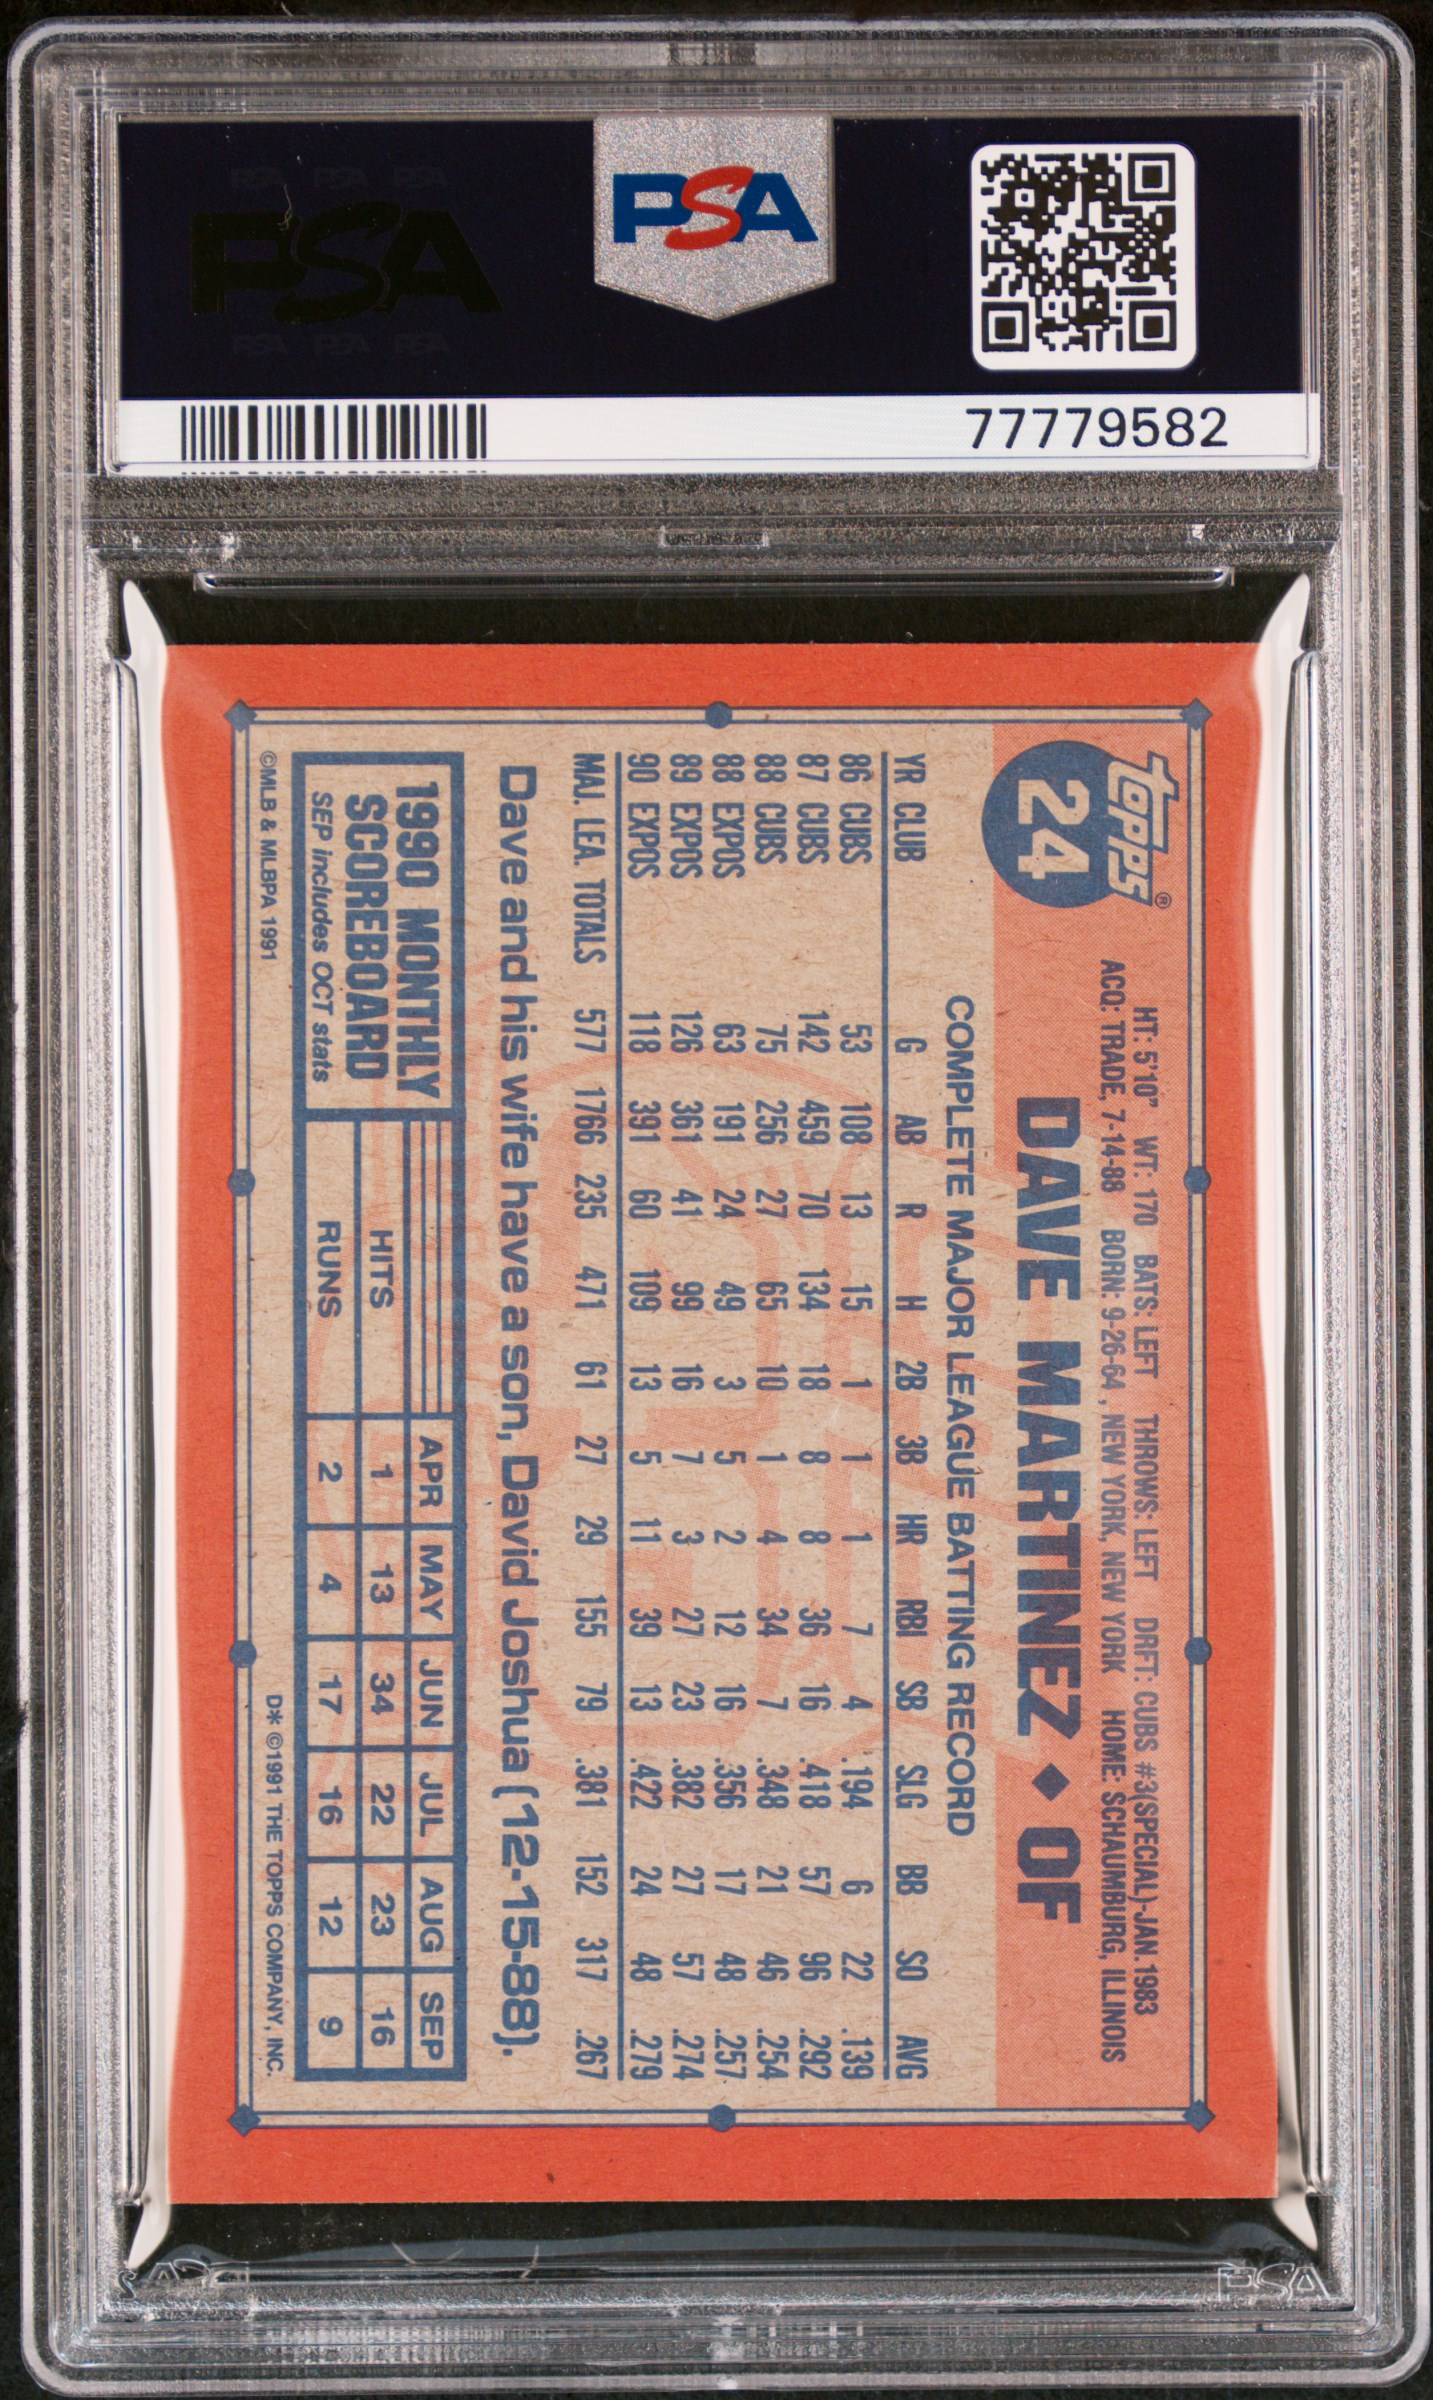 PSA
PSA
77779582
topps®
24
HT: 5'10" WT: 170 BATS: LEFT THROWS: LEFT DRFT: CUBS #3(SPECIAL)-JAN. 1983
ACQ: TRADE, 7-14-88 BORN: 9-26-64, NEW YORK, NEW YORK HOME: SCHAUMBURG, ILLINOIS
DAVE MARTINEZ ◆ OF
COMPLETE MAJOR LEAGUE BATTING RECORD
YR CLUB G AB R H 2B 3B HR RBI SB SLG BB SO AVG
86 CUBS 53 108 13 15 1 1 1 7 4 .194 6 22 .139
87 CUBS 142 459 70 134 18 8 8 36 16 .418 57 96 .292
88 CUBS 75 256 27 65 10 1 4 34 7 .348 21 46 .254
88 EXPOS 63 191 24 49 3 5 2 12 16 .356 17 48 .257
89 EXPOS 126 361 41 99 16 7 3 27 23 .382 27 57 .274
90 EXPOS 118 391 60 109 13 5 11 39 13 .422 24 48 .279
MAJ. LEA. TOTALS 577 1766 235 471 61 27 29 155 79 .381 152 317 .267
Dave and his wife have a son, David Joshua (12-15-88).
1990 MONTHLY
SCOREBOARD
SEP includes OCT stats
APR MAY JUN JUL AUG SEP
HITS 1 13 34 22 23 16
RUNS 2 4 17 16 12 9
©MLB & MLBPA 1991
D* ©1991 THE TOPPS COMPANY, INC.
PSA